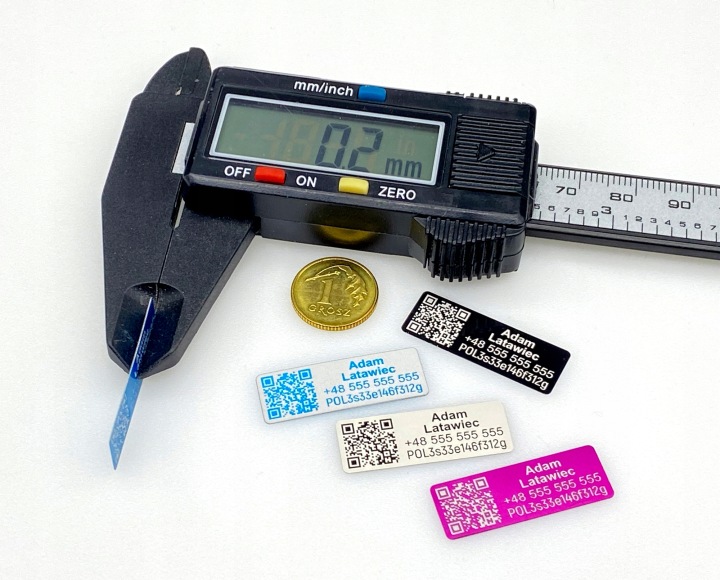 mm/inch
0.2 mm
OFF ON ZERO
70 80 90
3
1 GROSZ
Adam
Latawiec
+48 555 555 555
POL3s33e146f312g
Adam
Latawiec
+48 555 555 555
POL3s33e146f312g
Adam
Latawiec
+48 555 555 555
POL3s33e146f312g
Adam
Latawiec
+48 555 555 555
POL3s33e146f312g